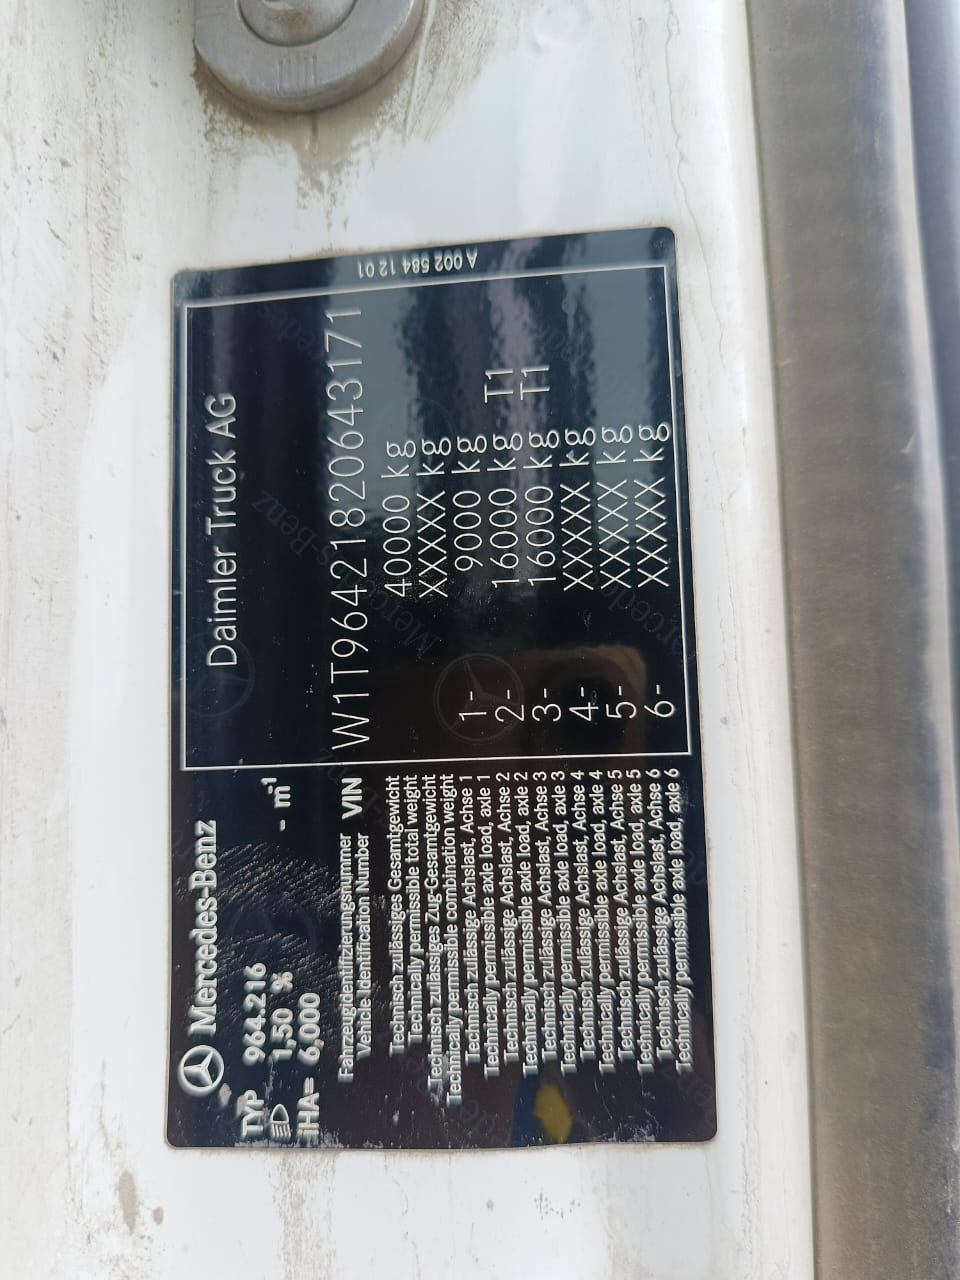 Mercedes-Benz
Daimler Truck AG
TYP 964.216
1,50 %
- m⁻¹
iHA= 6,000
Fahrzeugidentifizierungsnummer
Vehicle Identification Number
VIN W1T96421820643171
Technisch zulässiges Gesamtgewicht
Technically permissible total weight
40000 kg
Technisch zulässiges Zug-Gesamtgewicht
Technically permissible combination weight
XXXXX kg
Technisch zulässige Achslast, Achse 1
Technically permissible axle load, axle 1
1- 9000 kg
Technisch zulässige Achslast, Achse 2
Technically permissible axle load, axle 2
2- 16000 kg T1
Technisch zulässige Achslast, Achse 3
Technically permissible axle load, axle 3
3- 16000 kg T1
Technisch zulässige Achslast, Achse 4
Technically permissible axle load, axle 4
4- XXXXX kg
Technisch zulässige Achslast, Achse 5
Technically permissible axle load, axle 5
5- XXXXX kg
Technisch zulässige Achslast, Achse 6
Technically permissible axle load, axle 6
6- XXXXX kg
A 002 584 12 01